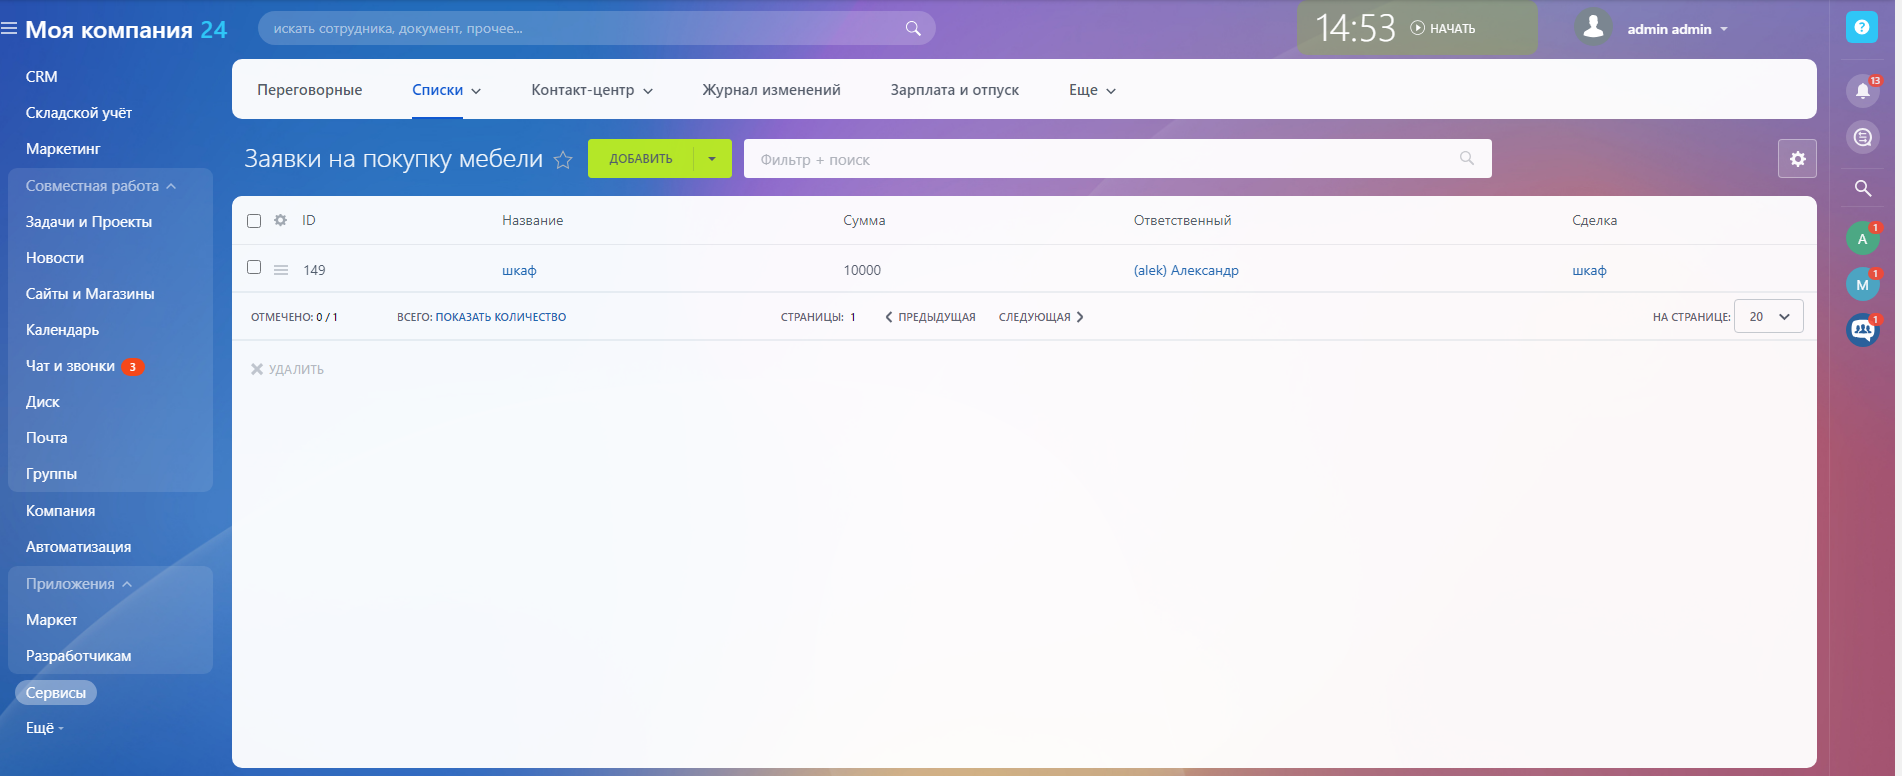 Моя компания 24
искать сотрудника, документ, прочее...
14:53 НАЧАТЬ
admin admin
?
CRM
Складской учёт
Маркетинг
Совместная работа
Задачи и Проекты
Новости
Сайты и Магазины
Календарь
Чат и звонки 3
Диск
Почта
Группы
Компания
Автоматизация
Приложения
Маркет
Разработчикам
Сервисы
Ещё
Переговорные Списки Контакт-центр Журнал изменений Зарплата и отпуск Еще
Заявки на покупку мебели ДОБАВИТЬ Фильтр + поиск
ID Название Сумма Ответственный Сделка
149 шкаф 10000 (alek) Александр шкаф
ОТМЕЧЕНО: 0 / 1 ВСЕГО: ПОКАЗАТЬ КОЛИЧЕСТВО СТРАНИЦЫ: 1 ПРЕДЫДУЩАЯ СЛЕДУЮЩАЯ НА СТРАНИЦЕ: 20
УДАЛИТЬ
13
A 1
M 1
1